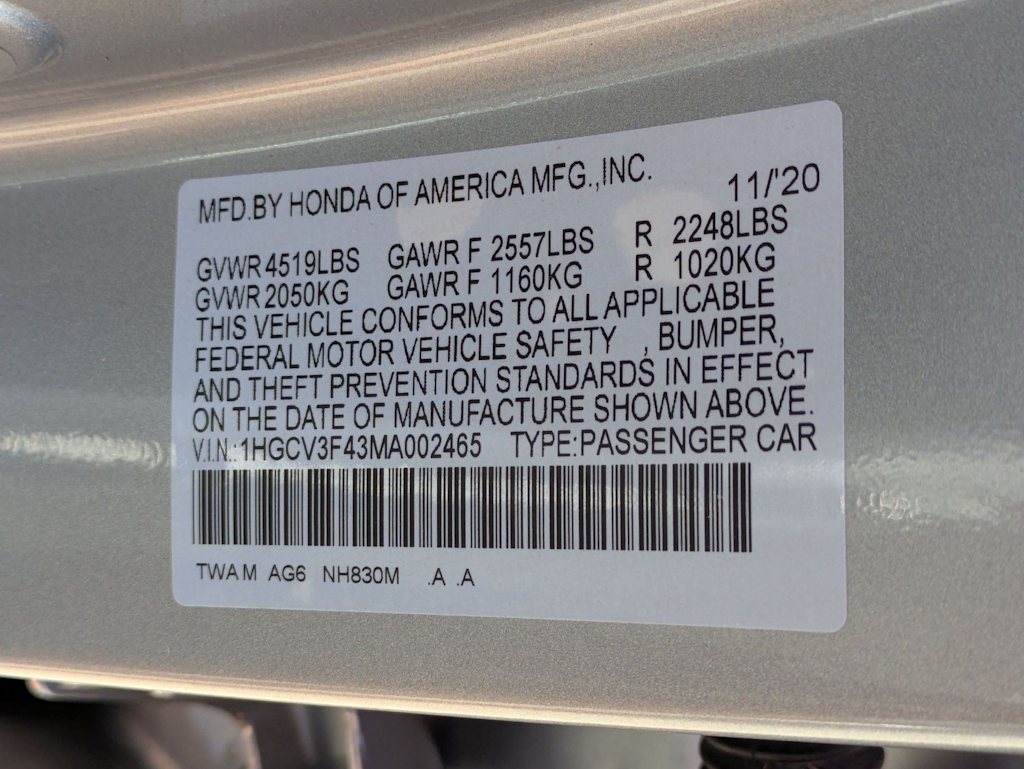 MFD.BY HONDA OF AMERICA MFG.,INC. 11/'20
GVWR 4519LBS GAWR F 2557LBS R 2248LBS
GVWR 2050KG GAWR F 1160KG R 1020KG
THIS VEHICLE CONFORMS TO ALL APPLICABLE
FEDERAL MOTOR VEHICLE SAFETY , BUMPER,
AND THEFT PREVENTION STANDARDS IN EFFECT
ON THE DATE OF MANUFACTURE SHOWN ABOVE.
V.I.N.:1HGCV3F43MA002465 TYPE:PASSENGER CAR
TWAM AG6 NH830M .A .A